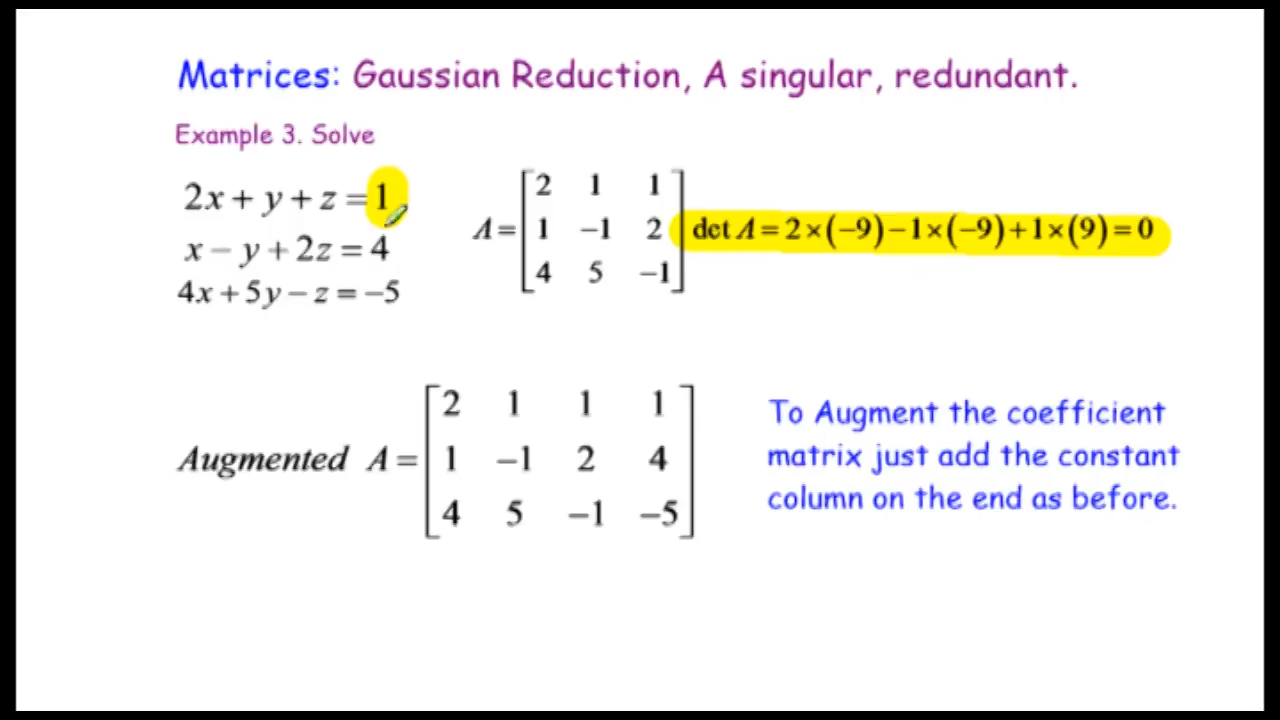 Matrices: Gaussian Reduction, A singular, redundant.
Example 3. Solve
2x + y + z = 1
x − y + 2z = 4
4x + 5y − z = −5
A = [2 1 1
1 −1 2
4 5 −1]
det A = 2×(−9) − 1×(−9) + 1×(9) = 0
Augmented A = [2 1 1 1
1 −1 2 4
4 5 −1 −5]
To Augment the coefficient
matrix just add the constant
column on the end as before.